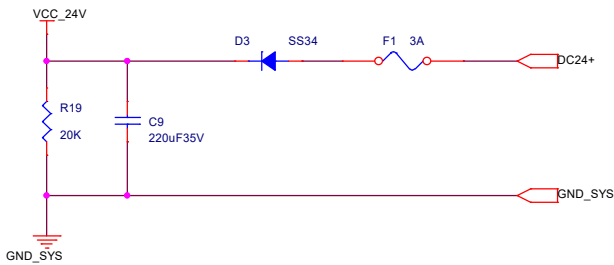 VCC_24V
D3 SS34 F1 3A
DC24+
R19
20K
C9
220uF35V
GND_SYS
GND_SYS